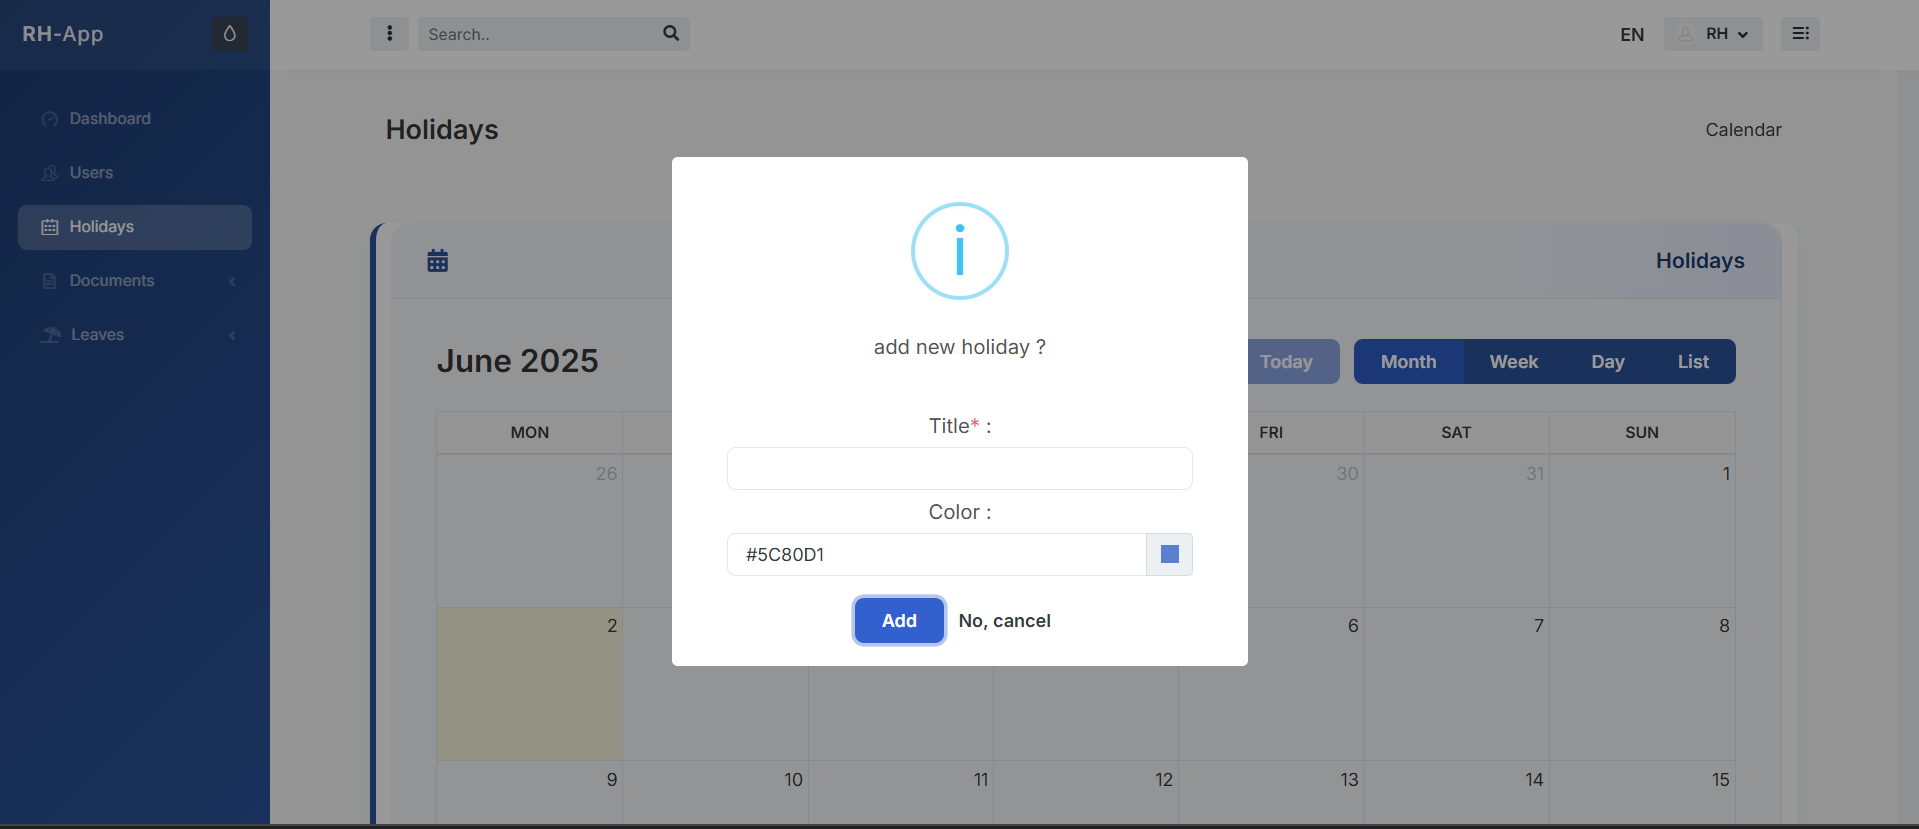 RH-App
Search..
EN
RH
Dashboard
Users
Holidays
Documents
Leaves
Holidays
Calendar
Holidays
June 2025
Today
Month
Week
Day
List
MON
FRI
SAT
SUN
26
30
31
1
2
6
7
8
9
10
11
12
13
14
15
i
add new holiday ?
Title* :
Color :
#5C80D1
Add
No, cancel